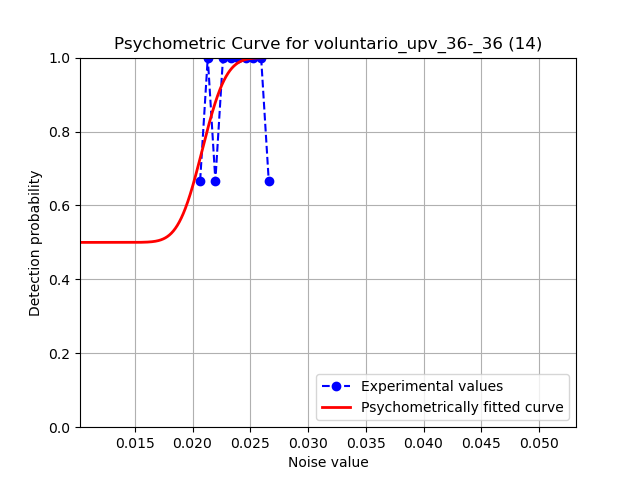 Psychometric Curve for voluntario_upv_36-_36 (14)
1.0
0.8
0.6
0.4
0.2
0.0
Detection probability
Experimental values
Psychometrically fitted curve
0.015 0.020 0.025 0.030 0.035 0.040 0.045 0.050
Noise value